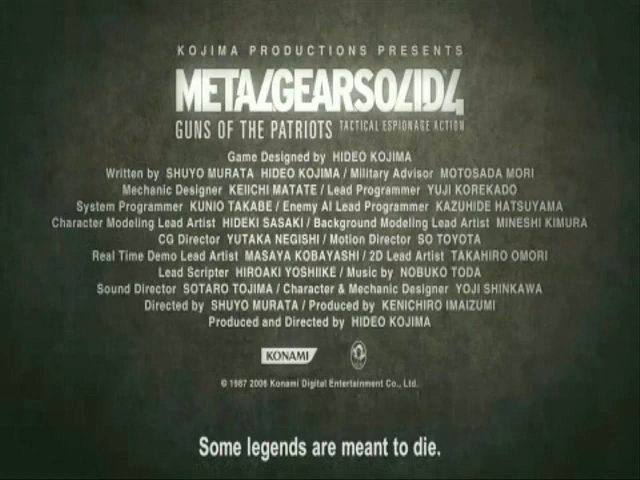 KOJIMA PRODUCTIONS PRESENTS
METAL GEAR SOLID 4
GUNS OF THE PATRIOTS TACTICAL ESPIONAGE ACTION
Game Designed by HIDEO KOJIMA
Written by SHUYO MURATA HIDEO KOJIMA / Military Advisor MOTOSADA MORI
Mechanic Designer KEIICHI MATATE / Lead Programmer YUJI KOREKADO
System Programmer KUNIO TAKABE / Enemy AI Lead Programmer KAZUHIDE HATSUYAMA
Character Modeling Lead Artist HIDEKI SASAKI / Background Modeling Lead Artist MINESHI KIMURA
CG Director YUTAKA NEGISHI / Motion Director SO TOYOTA
Real Time Demo Lead Artist MASAYA KOBAYASHI / 2D Lead Artist TAKAHIRO OMORI
Lead Scripter HIROAKI YOSHIIKE / Music by NOBUKO TODA
Sound Director SOTARO TOJIMA / Character & Mechanic Designer YOJI SHINKAWA
Directed by SHUYO MURATA / Produced by KENICHIRO IMAIZUMI
Produced and Directed by HIDEO KOJIMA
KONAMI
© 1987 2006 Konami Digital Entertainment Co., Ltd.
Some legends are meant to die.